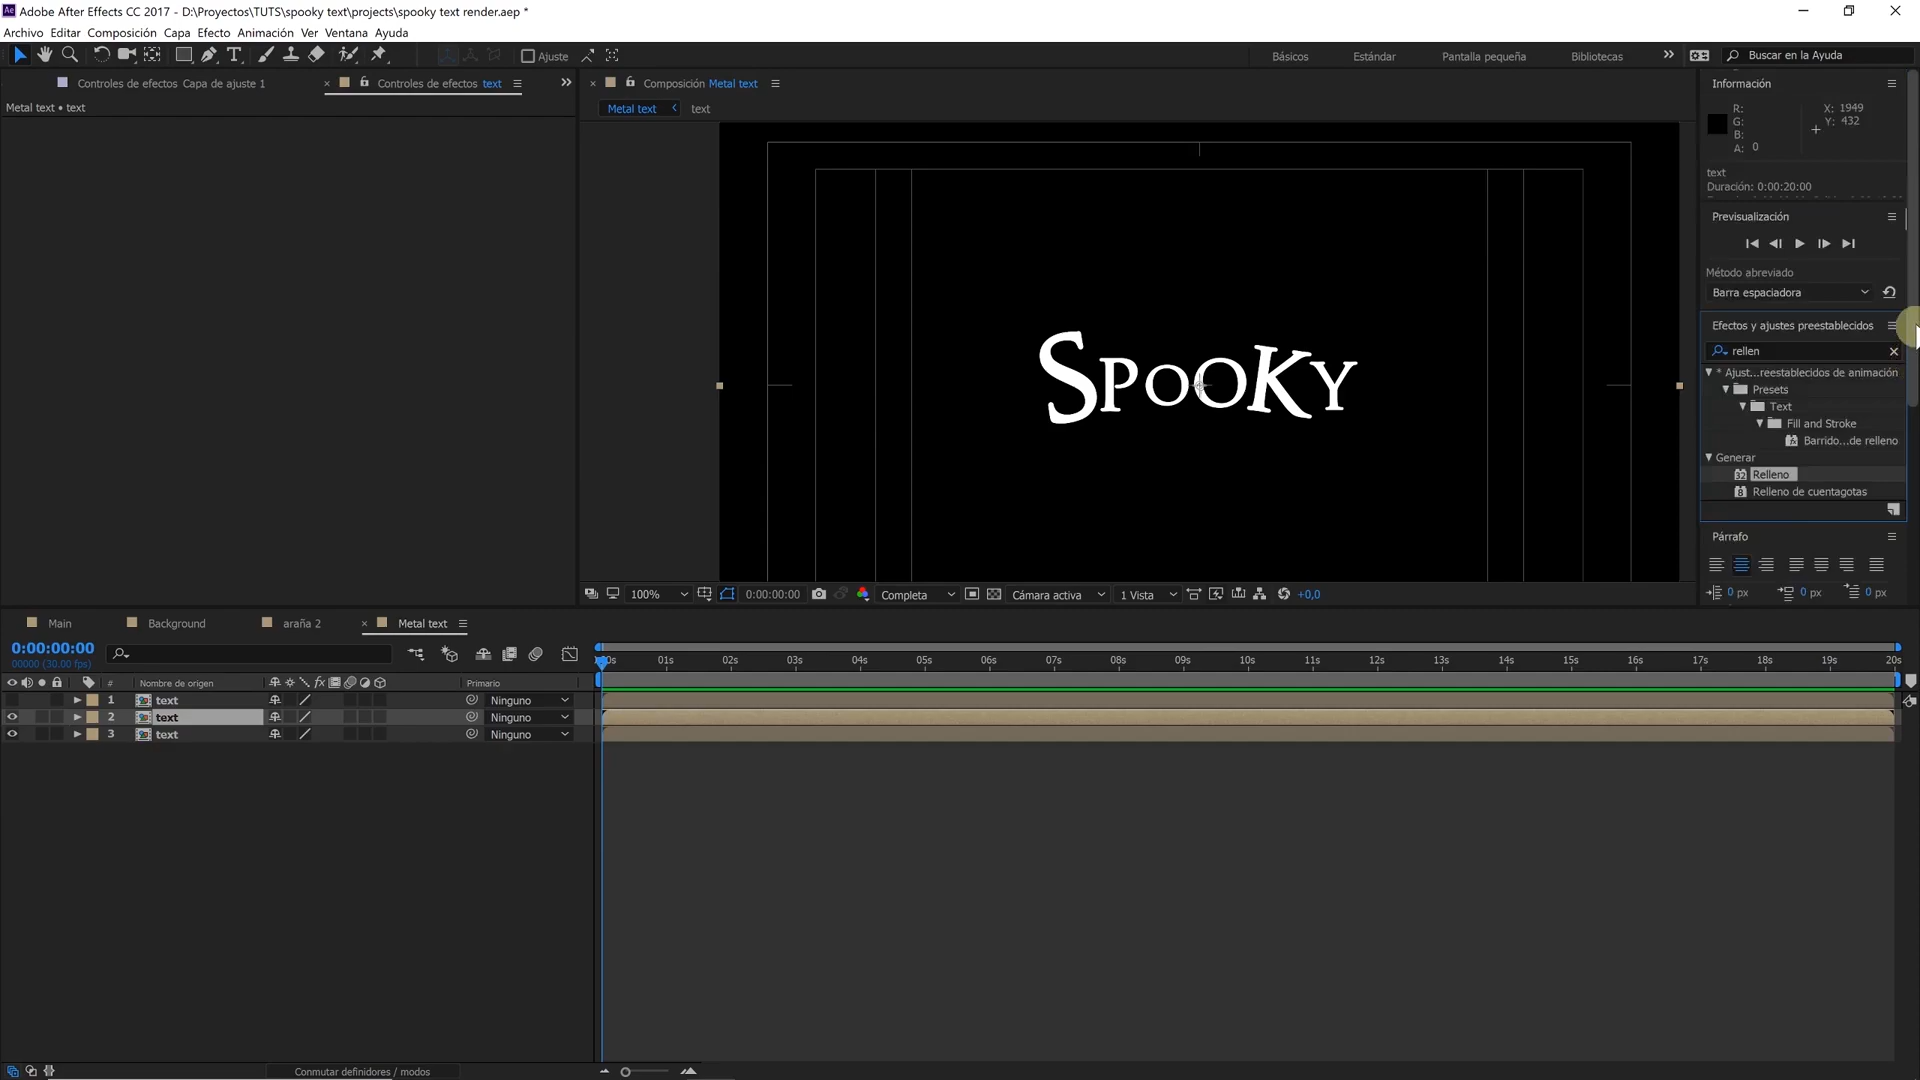 Adobe After Effects CC 2017 - D:\Proyectos\TUTS\spooky text\projects\spooky text render.aep *
Archivo Editar Composición Capa Efecto Animación Ver Ventana Ayuda
Ajuste
Básicos Estándar Pantalla pequeña Bibliotecas
Buscar en la Ayuda
Controles de efectos Capa de ajuste 1
Controles de efectos text
Metal text • text
Composición Metal text
Metal text text
SPOOKY
Información
R:
G:
B:
A: 0
X: 1949
Y: 432
text
Duración: 0:00:20:00
Previsualización
Método abreviado
Barra espaciadora
Efectos y ajustes preestablecidos
rellen
* Ajust...reestablecidos de animación
Presets
Text
Fill and Stroke
Barrido...de relleno
Generar
32 Relleno
8 Relleno de cuentagotas
Párrafo
0 px 0 px 0 px
100% 0:00:00:00 Completa Cámara activa 1 Vista +0,0
Main Background araña 2 Metal text
0:00:00:00
00000 (30.00 fps)
01s 02s 03s 04s 05s 06s 07s 08s 09s 10s 11s 12s 13s 14s 15s 16s 17s 18s 19s 20s
# Nombre de origen fx Primario
1 text Ninguno
2 text Ninguno
3 text Ninguno
Conmutar definidores / modos